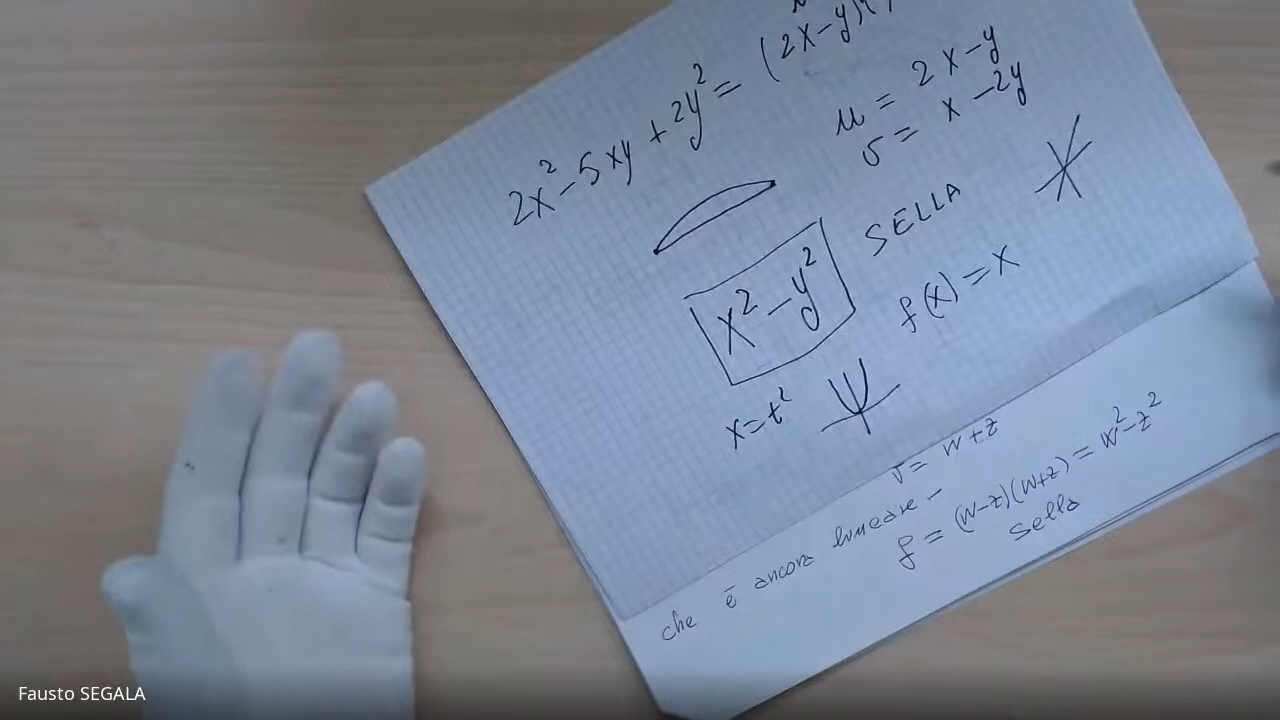 2x² - 5xy + 2y² = (2x-y)(
u = 2x-y
v = x-2y
x² - y² SELLA
f(x) = x
x = t²
v = w+z
che è ancora lineare -
f = (w-z)(w+z) = w² - z²
sella
Fausto SEGALA